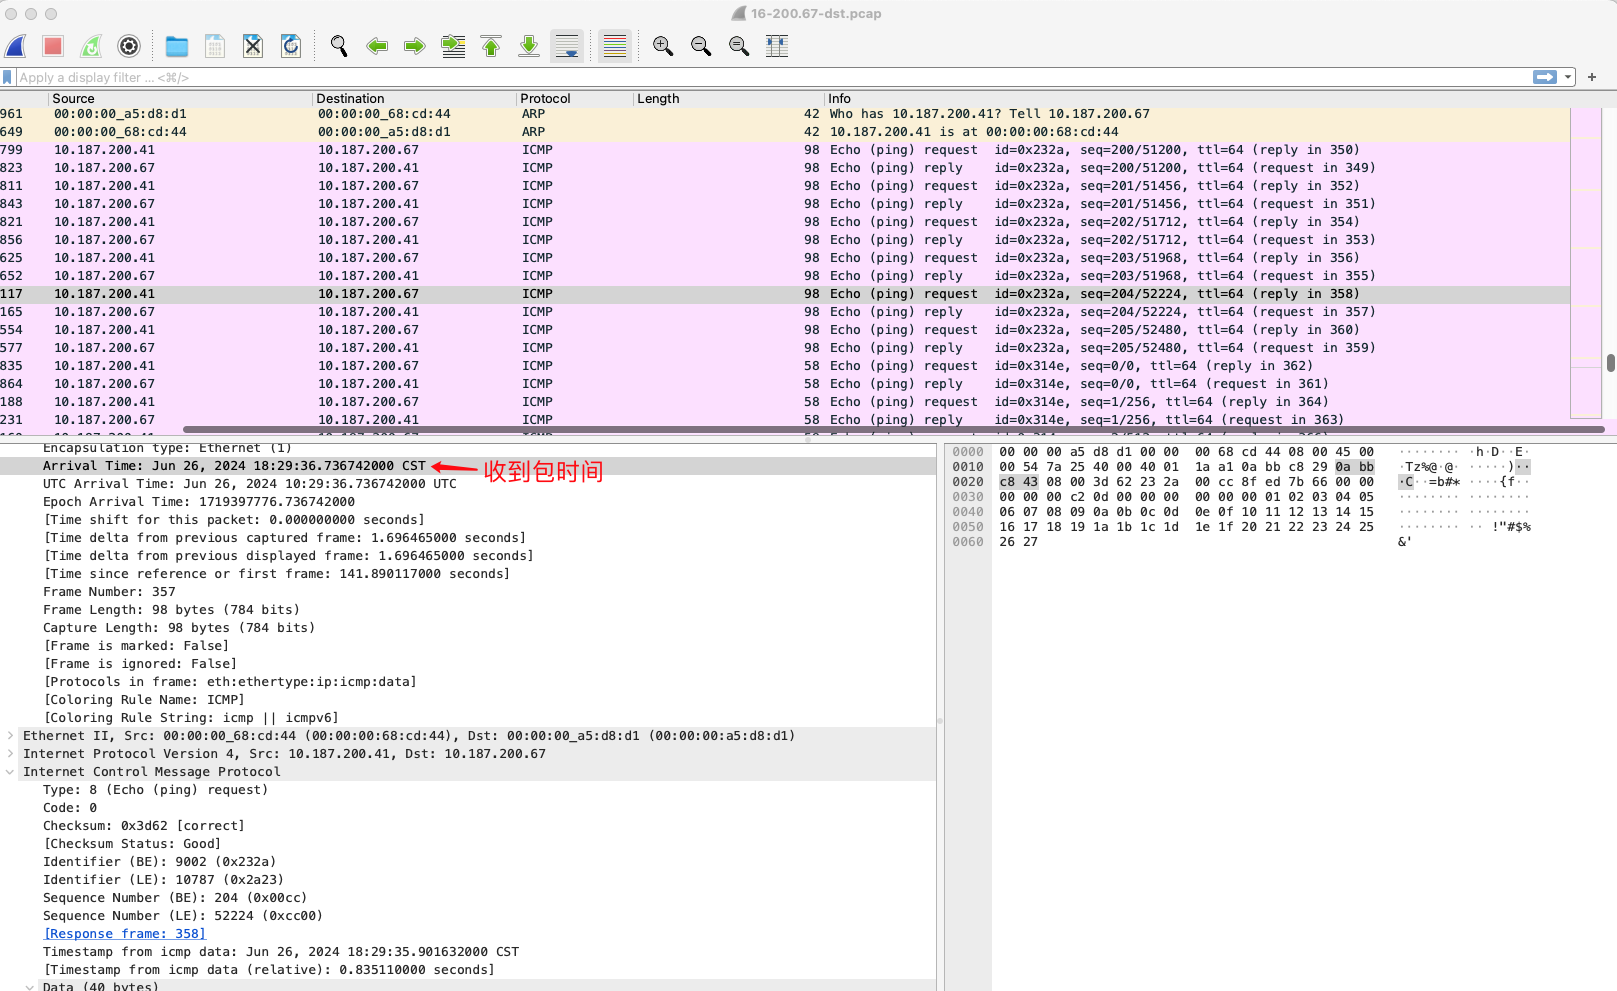 16-200.67-dst.pcap
Apply a display filter ... <⌘/>
Source Destination Protocol Length Info
961 00:00:00_a5:d8:d1 00:00:00_68:cd:44 ARP 42 Who has 10.187.200.41? Tell 10.187.200.67
649 00:00:00_68:cd:44 00:00:00_a5:d8:d1 ARP 42 10.187.200.41 is at 00:00:00:68:cd:44
799 10.187.200.41 10.187.200.67 ICMP 98 Echo (ping) request id=0x232a, seq=200/51200, ttl=64 (reply in 350)
823 10.187.200.67 10.187.200.41 ICMP 98 Echo (ping) reply id=0x232a, seq=200/51200, ttl=64 (request in 349)
811 10.187.200.41 10.187.200.67 ICMP 98 Echo (ping) request id=0x232a, seq=201/51456, ttl=64 (reply in 352)
843 10.187.200.67 10.187.200.41 ICMP 98 Echo (ping) reply id=0x232a, seq=201/51456, ttl=64 (request in 351)
821 10.187.200.41 10.187.200.67 ICMP 98 Echo (ping) request id=0x232a, seq=202/51712, ttl=64 (reply in 354)
856 10.187.200.67 10.187.200.41 ICMP 98 Echo (ping) reply id=0x232a, seq=202/51712, ttl=64 (request in 353)
625 10.187.200.41 10.187.200.67 ICMP 98 Echo (ping) request id=0x232a, seq=203/51968, ttl=64 (reply in 356)
652 10.187.200.67 10.187.200.41 ICMP 98 Echo (ping) reply id=0x232a, seq=203/51968, ttl=64 (request in 355)
117 10.187.200.41 10.187.200.67 ICMP 98 Echo (ping) request id=0x232a, seq=204/52224, ttl=64 (reply in 358)
165 10.187.200.67 10.187.200.41 ICMP 98 Echo (ping) reply id=0x232a, seq=204/52224, ttl=64 (request in 357)
554 10.187.200.41 10.187.200.67 ICMP 98 Echo (ping) request id=0x232a, seq=205/52480, ttl=64 (reply in 360)
577 10.187.200.67 10.187.200.41 ICMP 98 Echo (ping) reply id=0x232a, seq=205/52480, ttl=64 (request in 359)
835 10.187.200.41 10.187.200.67 ICMP 58 Echo (ping) request id=0x314e, seq=0/0, ttl=64 (reply in 362)
864 10.187.200.67 10.187.200.41 ICMP 58 Echo (ping) reply id=0x314e, seq=0/0, ttl=64 (request in 361)
188 10.187.200.41 10.187.200.67 ICMP 58 Echo (ping) request id=0x314e, seq=1/256, ttl=64 (reply in 364)
231 10.187.200.67 10.187.200.41 ICMP 58 Echo (ping) reply id=0x314e, seq=1/256, ttl=64 (request in 363)
Encapsulation type: Ethernet (1)
Arrival Time: Jun 26, 2024 18:29:36.736742000 CST 收到包时间
UTC Arrival Time: Jun 26, 2024 10:29:36.736742000 UTC
Epoch Arrival Time: 1719397776.736742000
[Time shift for this packet: 0.000000000 seconds]
[Time delta from previous captured frame: 1.696465000 seconds]
[Time delta from previous displayed frame: 1.696465000 seconds]
[Time since reference or first frame: 141.890117000 seconds]
Frame Number: 357
Frame Length: 98 bytes (784 bits)
Capture Length: 98 bytes (784 bits)
[Frame is marked: False]
[Frame is ignored: False]
[Protocols in frame: eth:ethertype:ip:icmp:data]
[Coloring Rule Name: ICMP]
[Coloring Rule String: icmp || icmpv6]
Ethernet II, Src: 00:00:00_68:cd:44 (00:00:00:68:cd:44), Dst: 00:00:00_a5:d8:d1 (00:00:00:a5:d8:d1)
Internet Protocol Version 4, Src: 10.187.200.41, Dst: 10.187.200.67
Internet Control Message Protocol
Type: 8 (Echo (ping) request)
Code: 0
Checksum: 0x3d62 [correct]
[Checksum Status: Good]
Identifier (BE): 9002 (0x232a)
Identifier (LE): 10787 (0x2a23)
Sequence Number (BE): 204 (0x00cc)
Sequence Number (LE): 52224 (0xcc00)
[Response frame: 358]
Timestamp from icmp data: Jun 26, 2024 18:29:35.901632000 CST
[Timestamp from icmp data (relative): 0.835110000 seconds]
Data (40 bytes)
0000 00 00 00 a5 d8 d1 00 00 00 68 cd 44 08 00 45 00 ·········h·D··E·
0010 00 54 7a 25 40 00 40 01 1a a1 0a bb c8 29 0a bb ·Tz%@·@······)··
0020 c8 43 08 00 3d 62 23 2a 00 cc 8f ed 7b 66 00 00 ·C··=b#*····{f··
0030 00 00 00 c2 0d 00 00 00 00 00 01 02 03 04 05 ················
0040 06 07 08 09 0a 0b 0c 0d 0e 0f 10 11 12 13 14 15 ················
0050 16 17 18 19 1a 1b 1c 1d 1e 1f 20 21 22 23 24 25 ·········· !"#$%
0060 26 27 &'